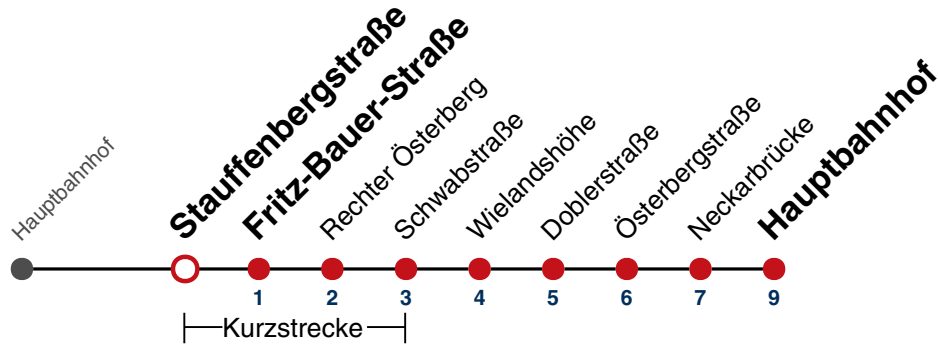 Hauptbahnhof
Stauffenbergstraße
Fritz-Bauer-Straße
Rechter Österberg
Schwabstraße
Wielandshöhe
Doblerstraße
Österbergstraße
Neckarbrücke
Hauptbahnhof
1 2 3 4 5 6 7 9
Kurzstrecke